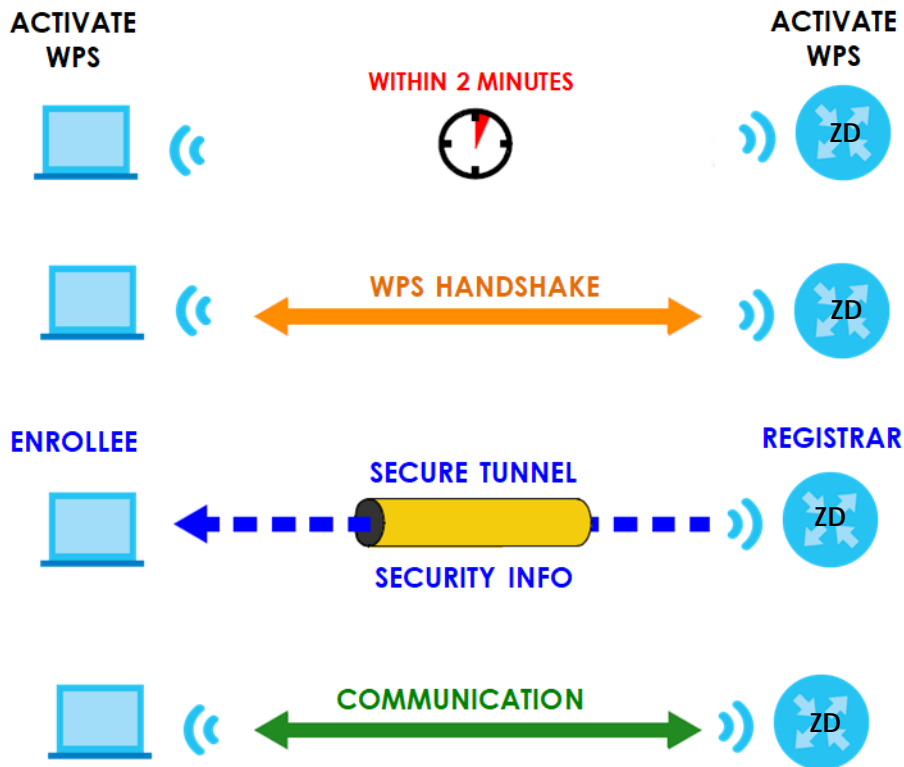 ACTIVATE
WPS
ACTIVATE
WPS
WITHIN 2 MINUTES
ZD
WPS HANDSHAKE
ZD
ENROLLEE
REGISTRAR
SECURE TUNNEL
ZD
SECURITY INFO
COMMUNICATION
ZD